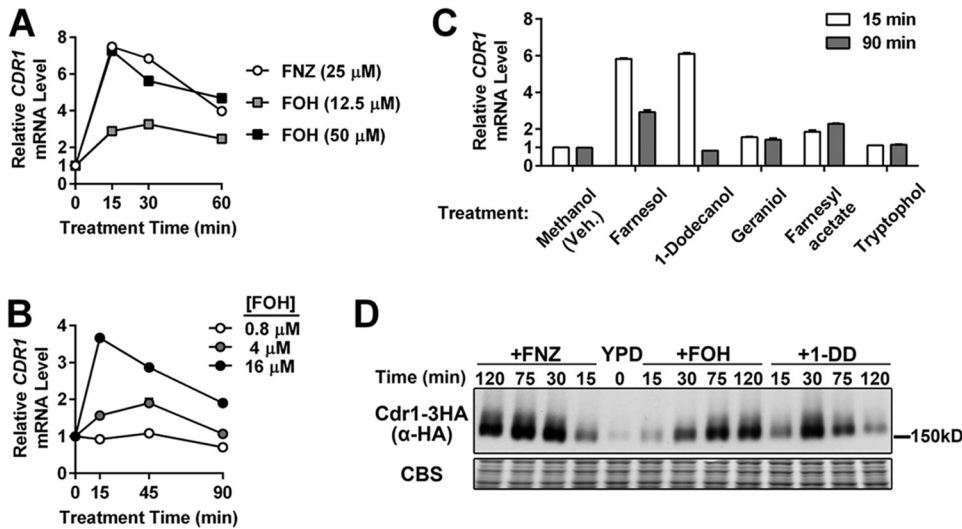 A
Relative CDR1
mRNA Level
8
6
4
2
1
0
0 15 30 60
Treatment Time (min)
FNZ (25 µM)
FOH (12.5 µM)
FOH (50 µM)
B
Relative CDR1
mRNA Level
4
3
2
1
0
0 15 45 90
Treatment Time (min)
[FOH]
0.8 µM
4 µM
16 µM
C
Relative CDR1
mRNA Level
8
6
4
2
1
0
15 min
90 min
Treatment:
Methanol
(Veh.)
Farnesol
1-Dodecanol
Geraniol
Farnesyl
acetate
Tryptophol
D
+FNZ YPD +FOH +1-DD
Time (min) 120 75 30 15 0 15 30 75 120 15 30 75 120
Cdr1-3HA
(α-HA)
150kD
CBS